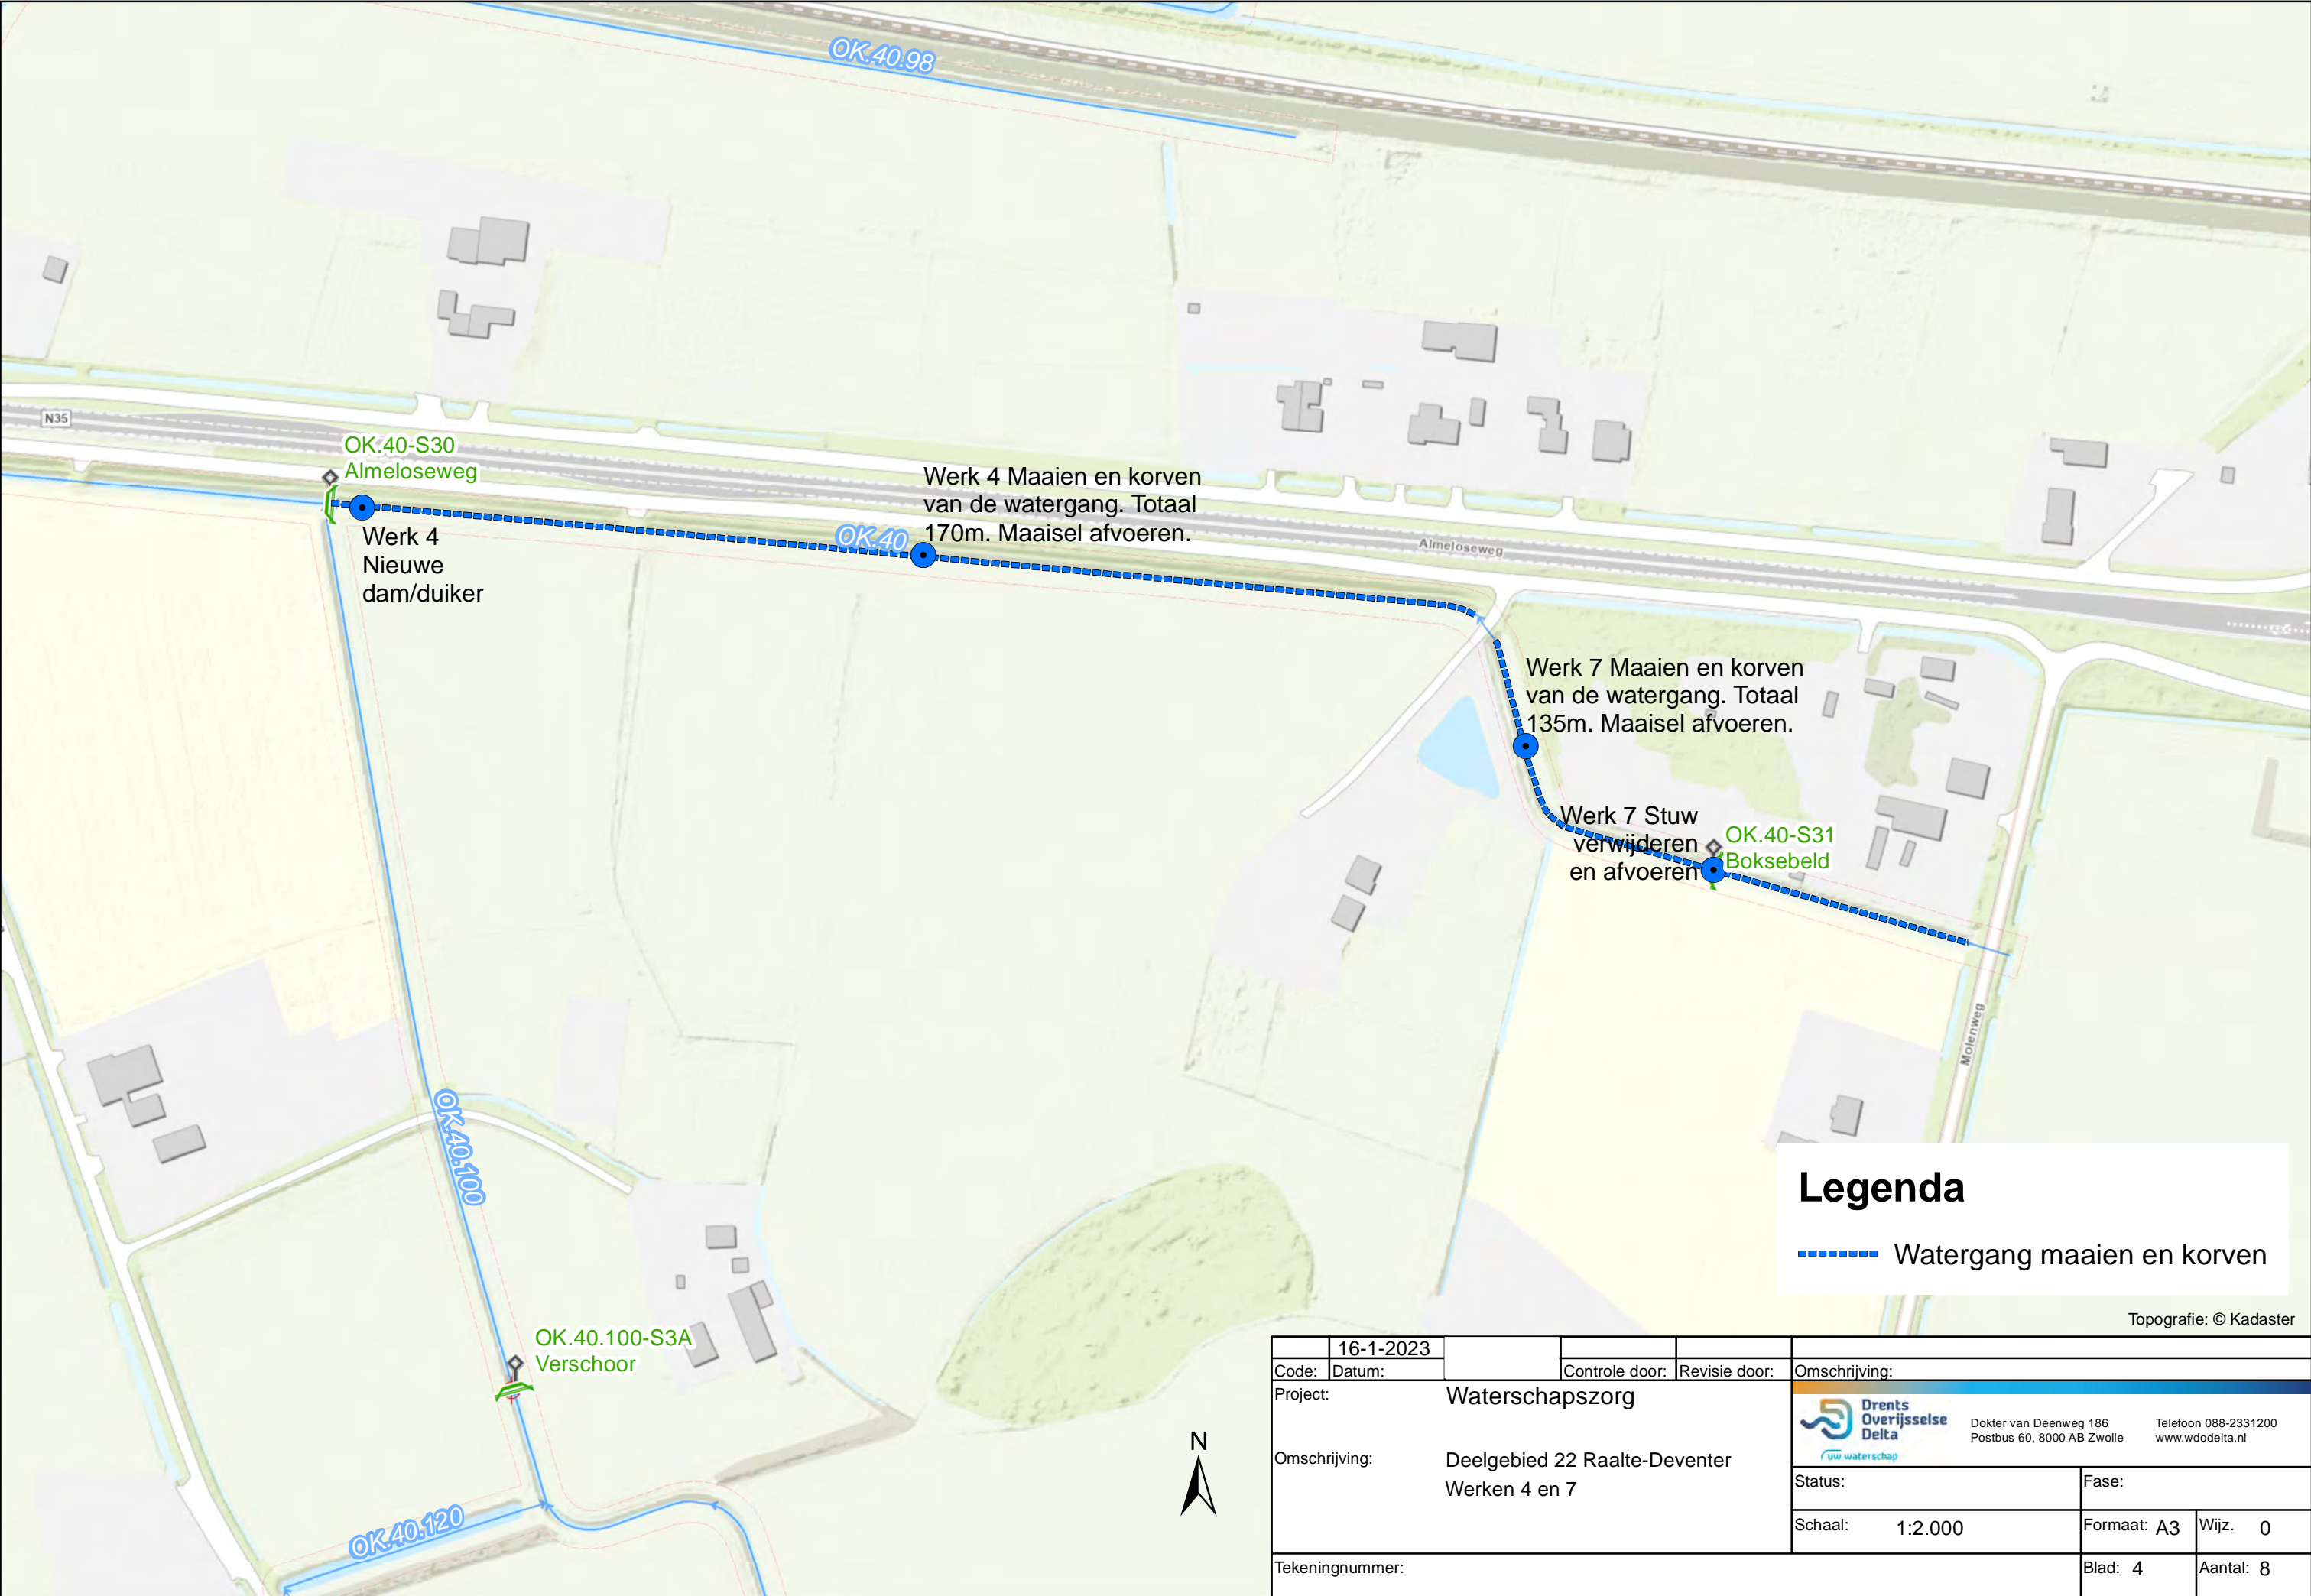 OK.40.98
N35
OK.40-S30
Almeloseweg
Werk 4 Maaien en korven
van de watergang. Totaal
170m. Maaisel afvoeren.
OK.40
Werk 4
Nieuwe
dam/duiker
Almeloseweg
Werk 7 Maaien en korven
van de watergang. Totaal
135m. Maaisel afvoeren.
Werk 7 Stuw
verwijderen
en afvoeren
OK.40-S31
Boksebeld
Molenweg
OK.40.100
OK.40.100-S3A
Verschoor
OK.40.120
N
Legenda
Watergang maaien en korven
Topografie: © Kadaster
16-1-2023
Code: Datum: Controle door: Revisie door: Omschrijving:
Project: Waterschapszorg
Omschrijving: Deelgebied 22 Raalte-Deventer
Werken 4 en 7
Drents
Overijsselse
Delta
uw waterschap
Dokter van Deenweg 186
Postbus 60, 8000 AB Zwolle
Telefoon 088-2331200
www.wdodelta.nl
Status: Fase:
Schaal: 1:2.000 Formaat: A3 Wijz. 0
Tekeningnummer: Blad: 4 Aantal: 8